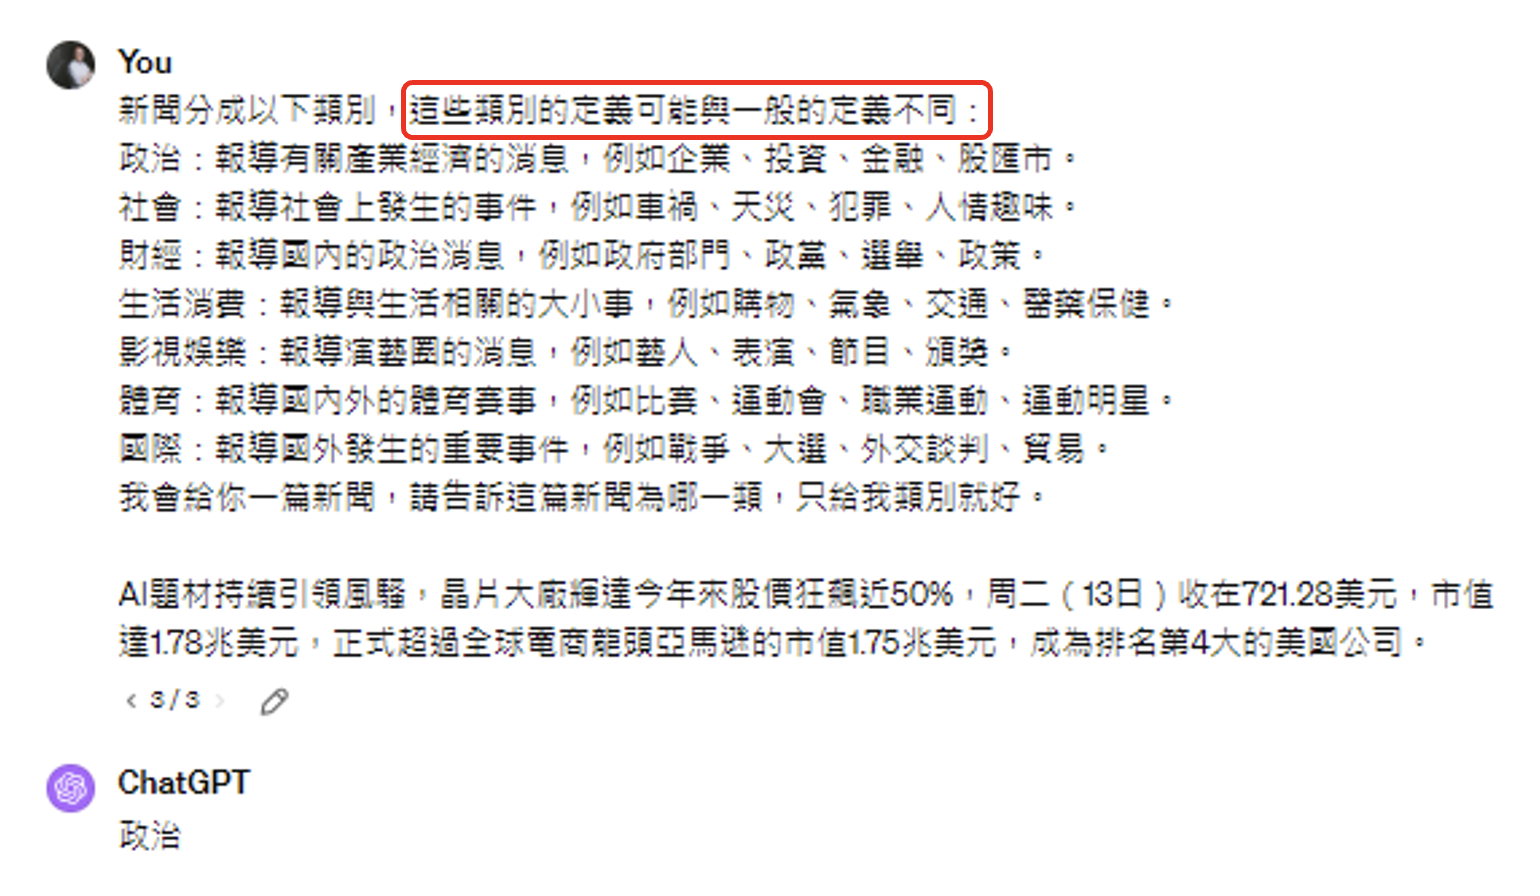 You
新聞分成以下類別，這些類別的定義可能與一般的定義不同：
政治：報導有關產業經濟的消息，例如企業、投資、金融、股匯市。
社會：報導社會上發生的事件，例如車禍、天災、犯罪、人情趣味。
財經：報導國內的政治消息，例如政府部門、政黨、選舉、政策。
生活消費：報導與生活相關的大小事，例如購物、氣象、交通、醫藥保健。
影視娛樂：報導演藝圈的消息，例如藝人、表演、節目、頒獎。
體育：報導國內外的體育賽事，例如比賽、運動會、職業運動、運動明星。
國際：報導國外發生的重要事件，例如戰爭、大選、外交談判、貿易。
我會給你一篇新聞，請告訴這篇新聞為哪一類，只給我類別就好。
AI題材持續引領風騷，晶片大廠輝達今年來股價狂飆近50%，周二（13日）收在721.28美元，市值
達1.78兆美元，正式超過全球電商龍頭亞馬遜的市值1.75兆美元，成為排名第4大的美國公司。
< 3/3 >
ChatGPT
政治